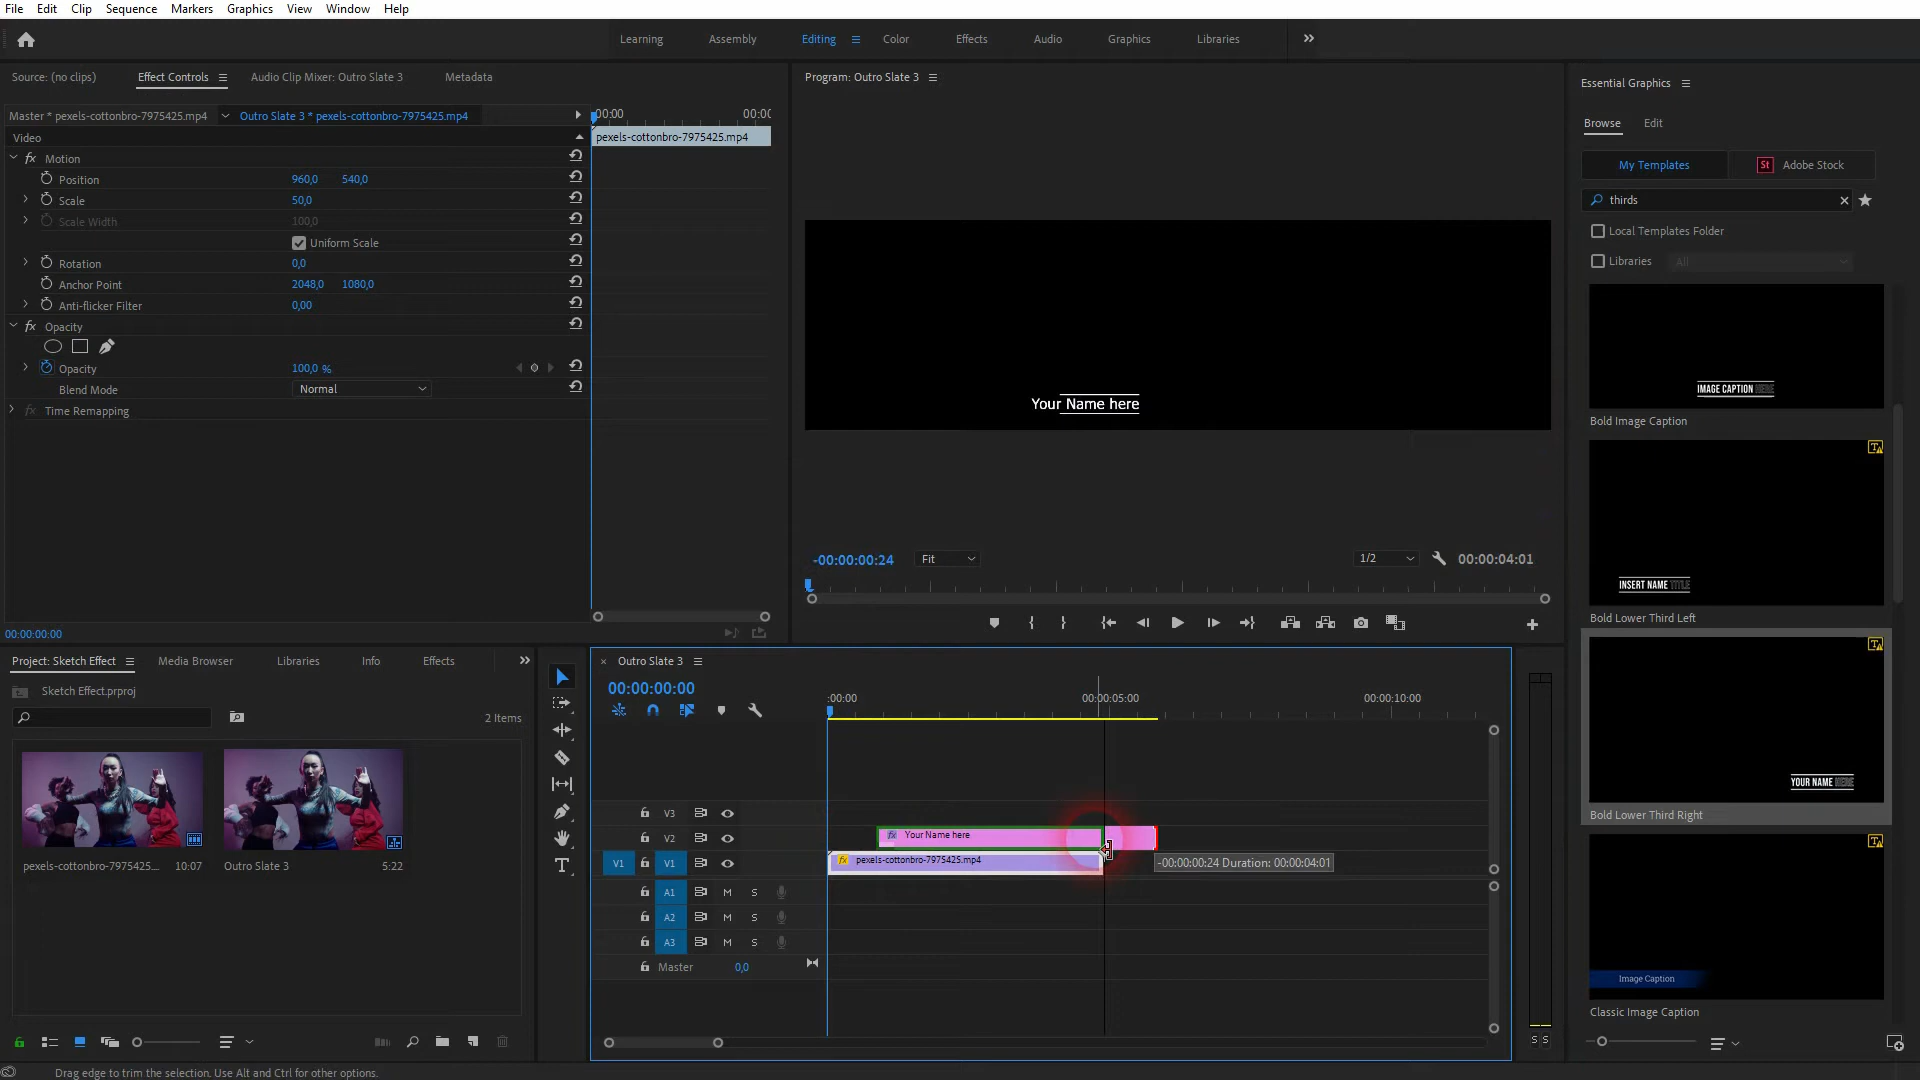 File Edit Clip Sequence Markers Graphics View Window Help
Learning Assembly Editing Color Effects Audio Graphics Libraries
Source: (no clips) Effect Controls Audio Clip Mixer: Outro Slate 3 Metadata
Program: Outro Slate 3
Essential Graphics
Master * pexels-cottonbro-7975425.mp4 Outro Slate 3 * pexels-cottonbro-7975425.mp4
:00:00 00:0(
Video
pexels-cottonbro-7975425.mp4
Motion
Position 960,0 540,0
Scale 50,0
Scale Width 100,0
Uniform Scale
Rotation 0,0
Anchor Point 2048,0 1080,0
Anti-flicker Filter 0,00
Opacity
Opacity 100,0 %
Blend Mode Normal
Time Remapping
00:00:00:00
Your Name here
-00:00:00:24 Fit 1/2 00:00:04:01
Browse Edit
My Templates St Adobe Stock
thirds
Local Templates Folder
Libraries All
IMAGE CAPTION HERE
Bold Image Caption
INSERT NAME TITLE
Bold Lower Third Left
YOUR NAME HERE
Bold Lower Third Right
Image Caption
Classic Image Caption
Project: Sketch Effect Media Browser Libraries Info Effects
Sketch Effect.prproj
2 Items
pexels-cottonbro-7975425.... 10:07 Outro Slate 3 5:22
Outro Slate 3
00:00:00:00
:00:00 00:00:05:00 00:00:10:00
V3
V2 fx Your Name here
V1 V1 fx pexels-cottonbro-7975425.mp4
-00:00:00:24 Duration: 00:00:04:01
A1 M S
A2 M S
A3 M S
Master 0,0
S S
Drag edge to trim the selection. Use Alt and Ctrl for other options.